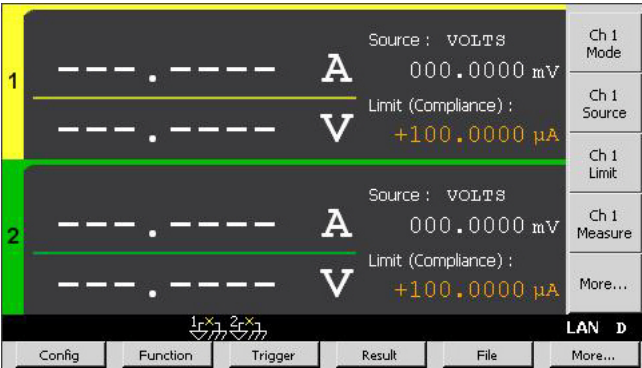 1
---.---- A
---.---- V
Source : VOLTS
000.0000 mV
Limit (Compliance) :
+100.0000 µA
2
---.---- A
---.---- V
Source : VOLTS
000.0000 mV
Limit (Compliance) :
+100.0000 µA
Ch 1
Mode
Ch 1
Source
Ch 1
Limit
Ch 1
Measure
More...
1 2
LAN D
Config Function Trigger Result File More...